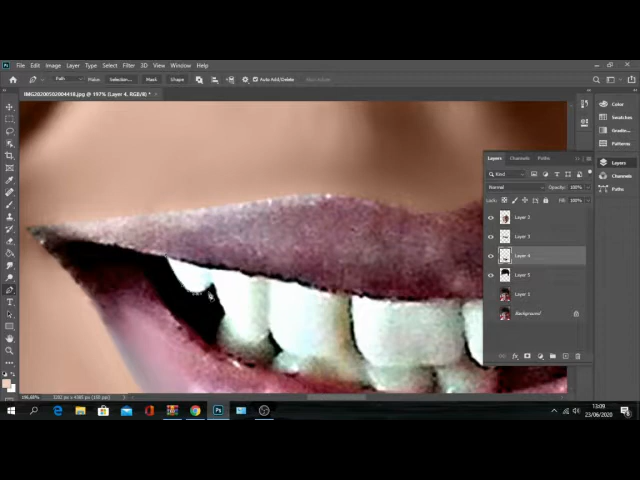 File Edit Image Layer Type Select Filter 3D View Window Help
Path Make: Selection... Mask Shape Auto Add/Delete
IMG20200502004418.jpg @ 197% (Layer 4, RGB/8) *
Color
Swatches
Gradie...
Patterns
Layers
Channels
Paths
Layers Channels Paths
Kind
Normal Opacity: 100%
Lock: Fill: 100%
Layer 2
Layer 3
Layer 4
Layer 5
Layer 1
Background
13:09
23/06/2020